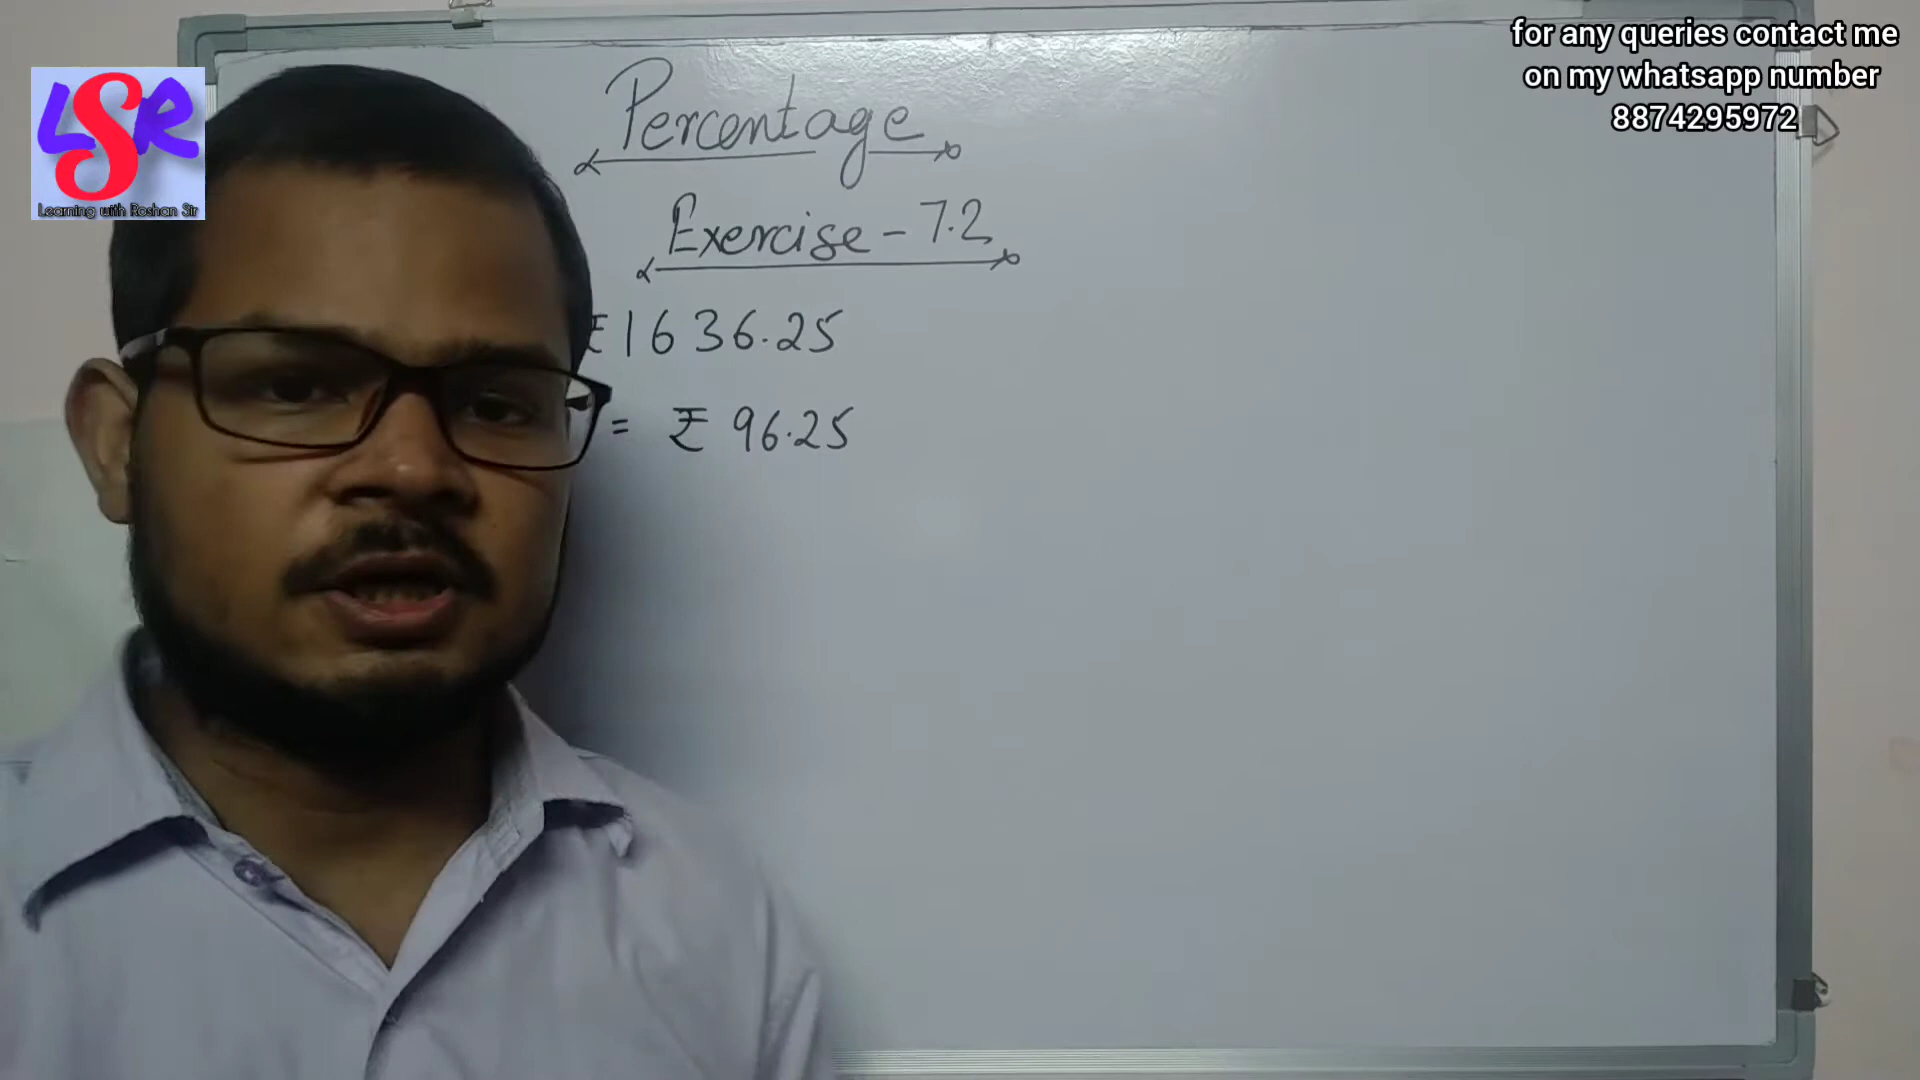 for any queries contact me
on my whatsapp number
8874295972
LSR
Learning with Roshan Sir
Percentage
Exercise - 7.2
₹1636.25
= ₹ 96.25